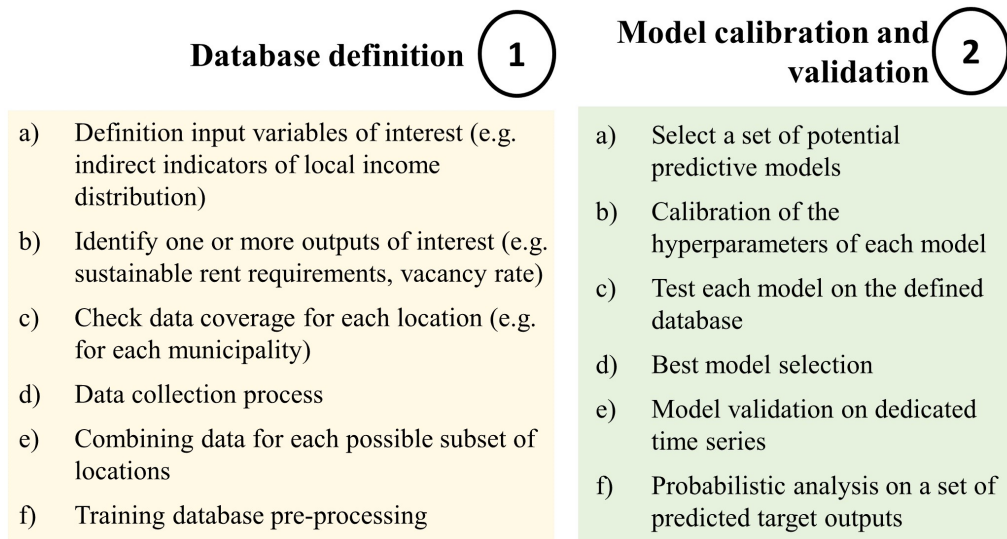 Database definition 1
a) Definition input variables of interest (e.g.
indirect indicators of local income
distribution)
b) Identify one or more outputs of interest (e.g.
sustainable rent requirements, vacancy rate)
c) Check data coverage for each location (e.g.
for each municipality)
d) Data collection process
e) Combining data for each possible subset of
locations
f) Training database pre-processing
Model calibration and
validation 2
a) Select a set of potential
predictive models
b) Calibration of the
hyperparameters of each model
c) Test each model on the defined
database
d) Best model selection
e) Model validation on dedicated
time series
f) Probabilistic analysis on a set of
predicted target outputs